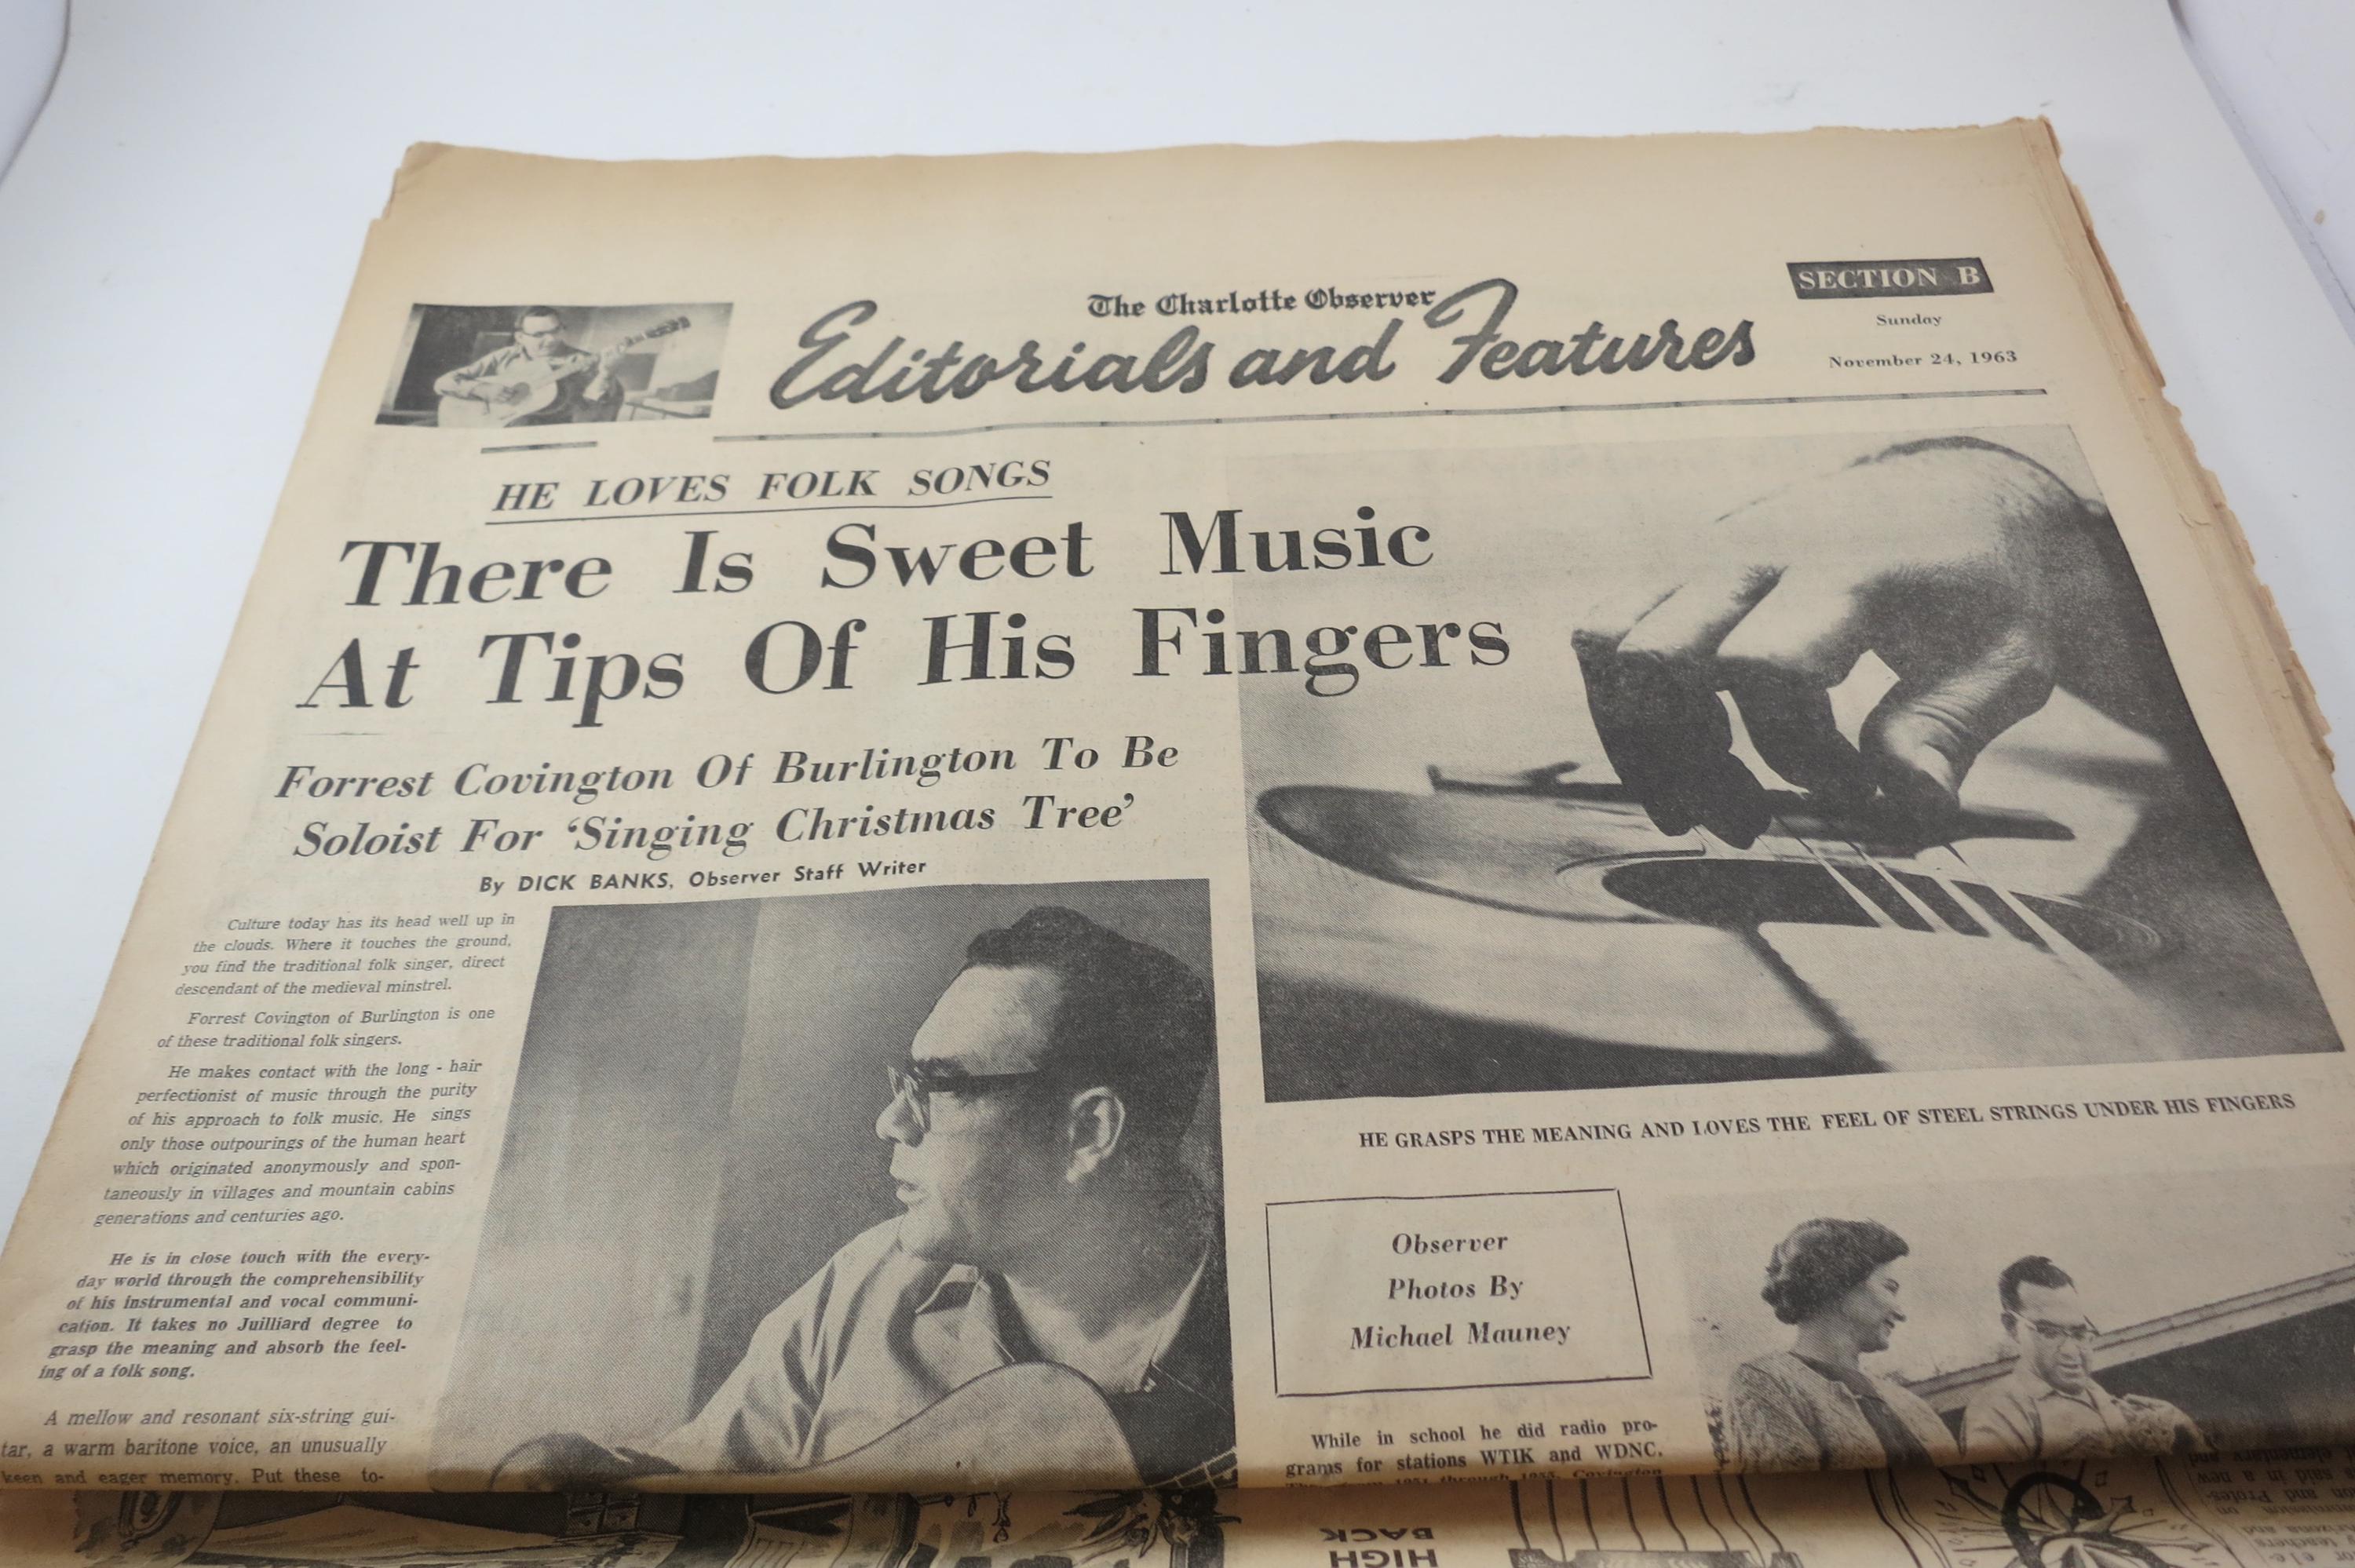 The Charlotte Observer
Editorials and Features
SECTION B
Sunday
November 24, 1963
HE LOVES FOLK SONGS
There Is Sweet Music
At Tips Of His Fingers
Forrest Covington Of Burlington To Be
Soloist For ‘Singing Christmas Tree’
By DICK BANKS, Observer Staff Writer
Culture today has its head well up in
the clouds. Where it touches the ground,
you find the traditional folk singer, direct
descendant of the medieval minstrel.
Forrest Covington of Burlington is one
of these traditional folk singers.
He makes contact with the long - hair
perfectionist of music through the purity
of his approach to folk music. He sings
only those outpourings of the human heart
which originated anonymously and spon-
taneously in villages and mountain cabins
generations and centuries ago.
He is in close touch with the every-
day world through the comprehensibility
of his instrumental and vocal communi-
cation. It takes no Juilliard degree to
grasp the meaning and absorb the feel-
ing of a folk song.
A mellow and resonant six-string gui-
tar, a warm baritone voice, an unusually
keen and eager memory. Put these to-
HE GRASPS THE MEANING AND LOVES THE FEEL OF STEEL STRINGS UNDER HIS FINGERS
Observer
Photos By
Michael Mauney
While in school he did radio pro-
grams for stations WTIK and WDNC.
through 1955, Covington
HIGH
BACK